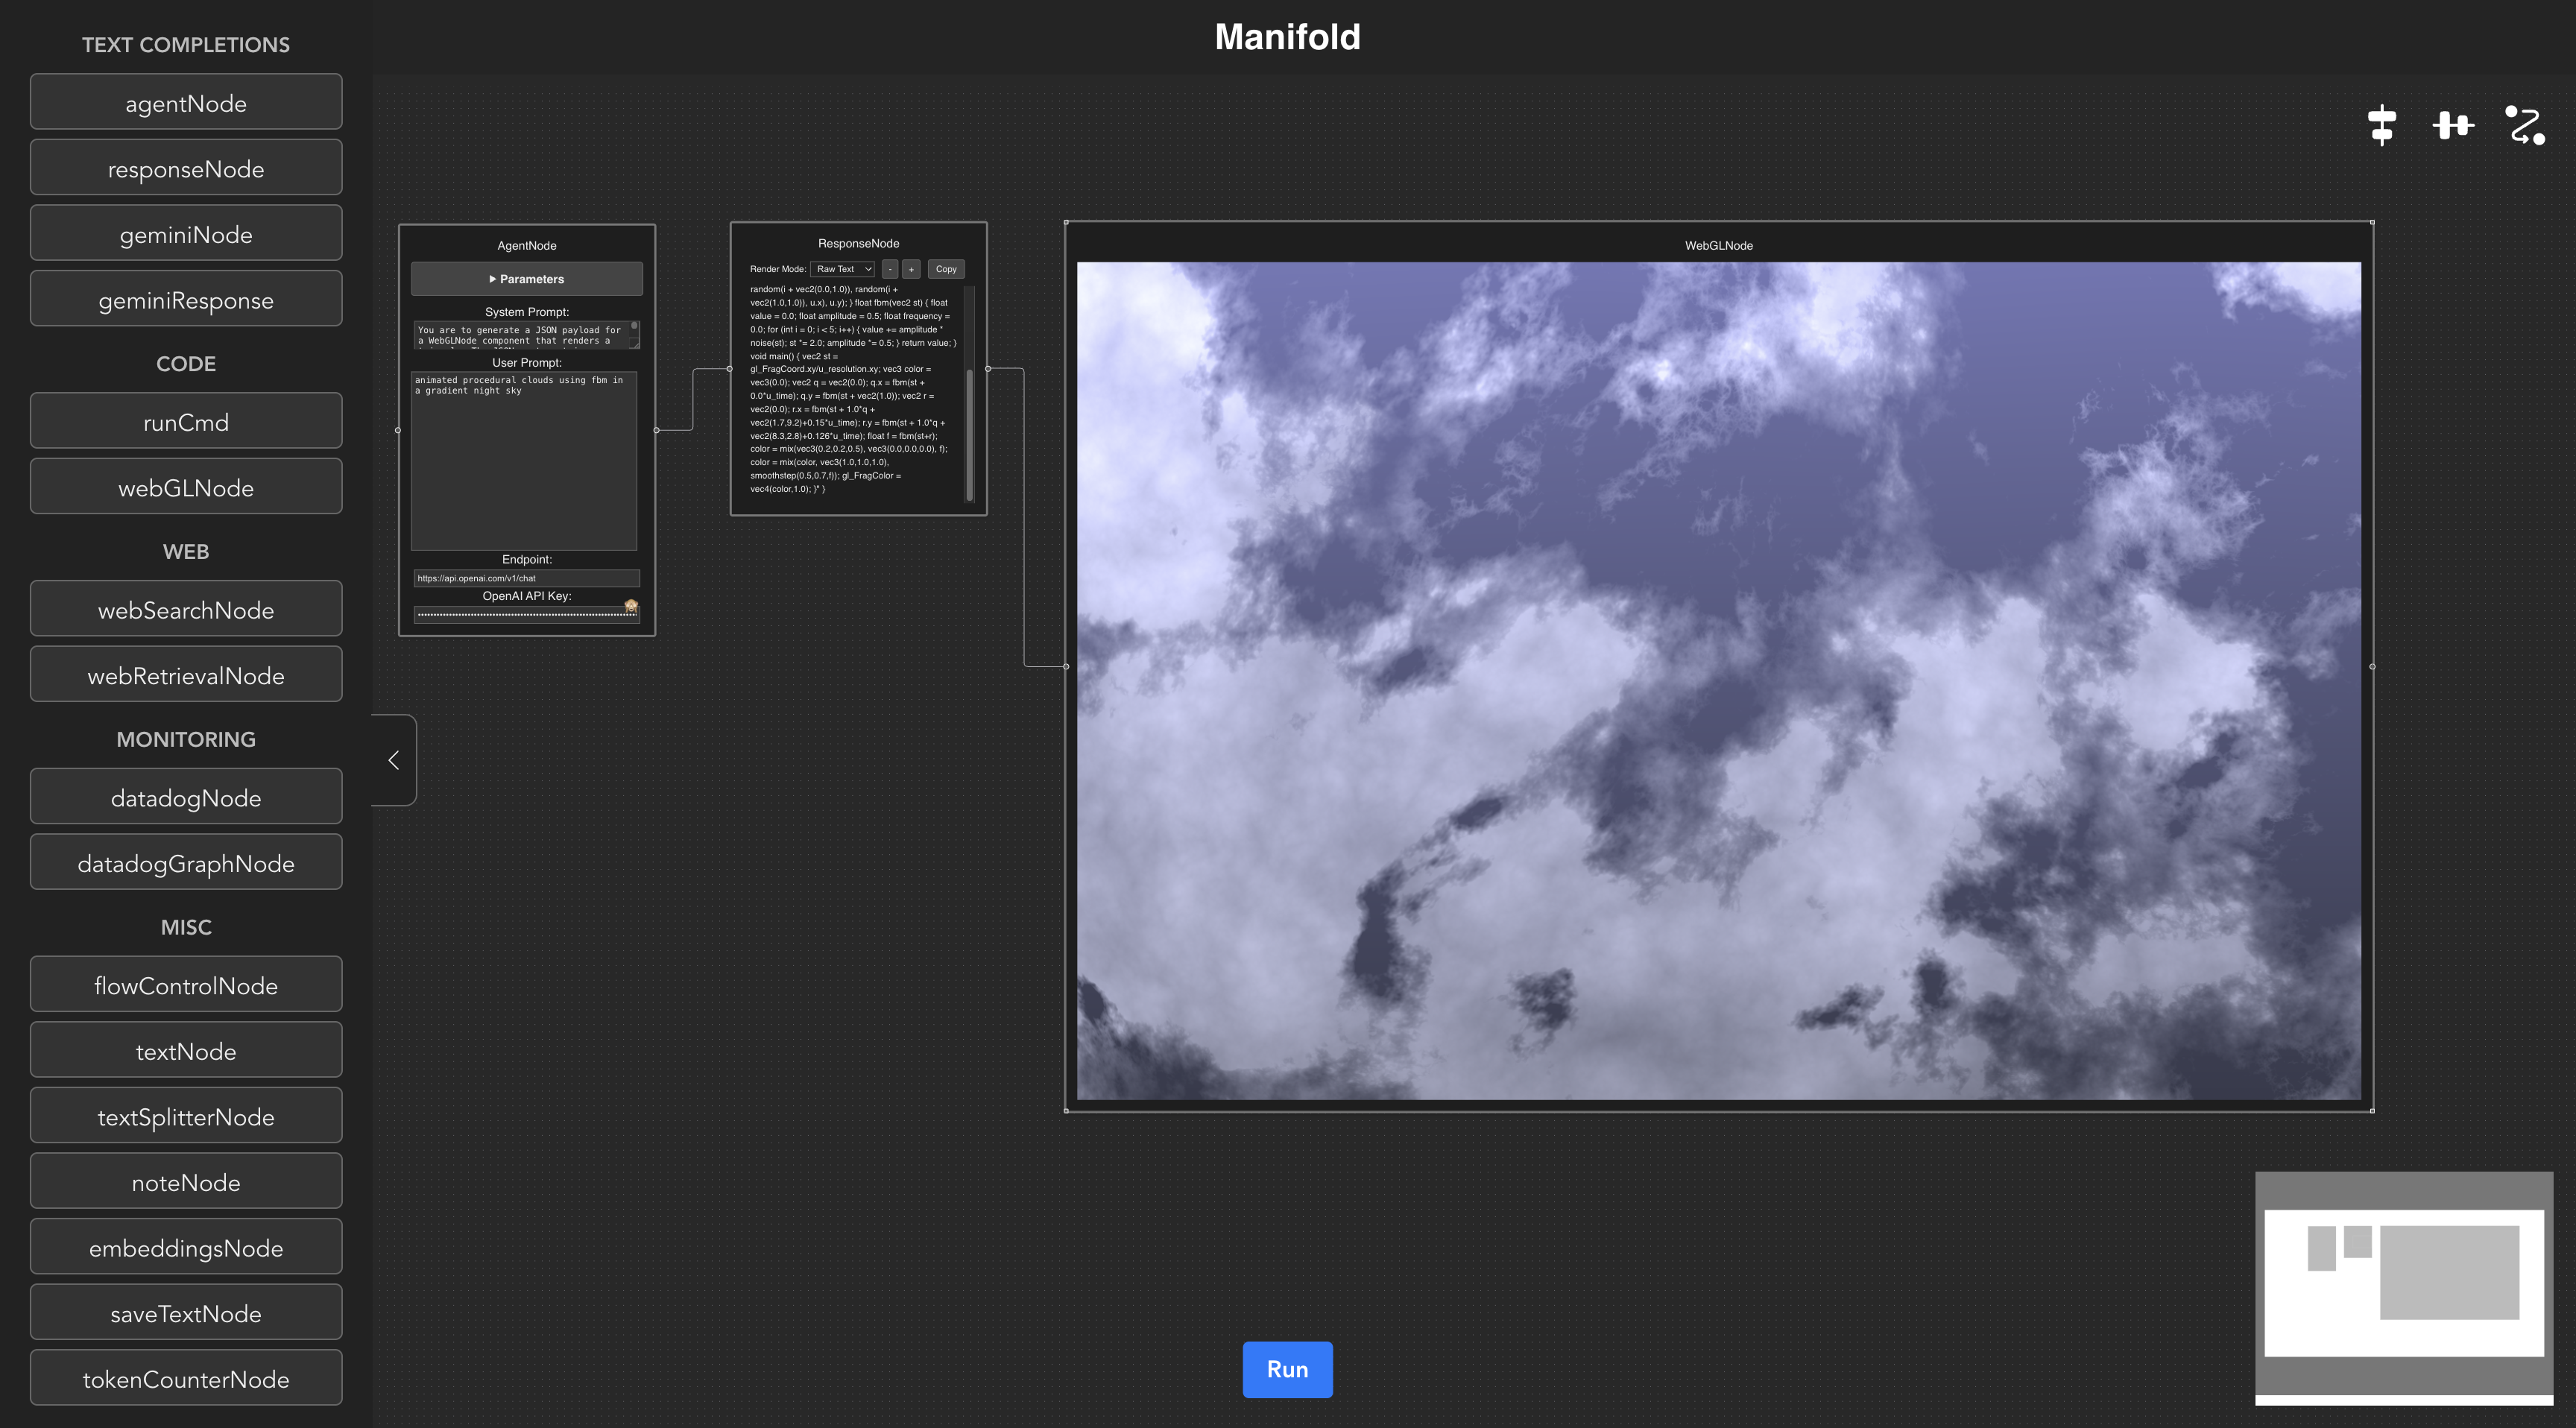 Manifold
TEXT COMPLETIONS
agentNode
responseNode
geminiNode
geminiResponse
CODE
runCmd
webGLNode
WEB
webSearchNode
webRetrievalNode
MONITORING
datadogNode
datadogGraphNode
MISC
flowControlNode
textNode
textSplitterNode
noteNode
embeddingsNode
saveTextNode
tokenCounterNode
AgentNode
Parameters
System Prompt:
You are to generate a JSON payload for
a WebGLNode component that renders a
User Prompt:
animated procedural clouds using fbm in
a gradient night sky
Endpoint:
https://api.openai.com/v1/chat
OpenAI API Key:
ResponseNode
Render Mode: Raw Text - + Copy
random(i + vec2(0.0,1.0)), random(i +
vec2(1.0,1.0)), u.x), u.y); } float fbm(vec2 st) { float
value = 0.0; float amplitude = 0.5; float frequency =
0.0; for (int i = 0; i < 5; i++) { value += amplitude *
noise(st); st *= 2.0; amplitude *= 0.5; } return value; }
void main() { vec2 st =
gl_FragCoord.xy/u_resolution.xy; vec3 color =
vec3(0.0); vec2 q = vec2(0.0); q.x = fbm(st +
0.0*u_time); q.y = fbm(st + vec2(1.0)); vec2 r =
vec2(0.0); r.x = fbm(st + 1.0*q +
vec2(1.7,9.2)+0.15*u_time); r.y = fbm(st + 1.0*q +
vec2(8.3,2.8)+0.126*u_time); float f = fbm(st+r);
color = mix(vec3(0.2,0.2,0.5), vec3(0.0,0.0,0.0), f);
color = mix(color, vec3(1.0,1.0,1.0),
smoothstep(0.5,0.7,f)); gl_FragColor =
vec4(color,1.0); }" }
WebGLNode
Run